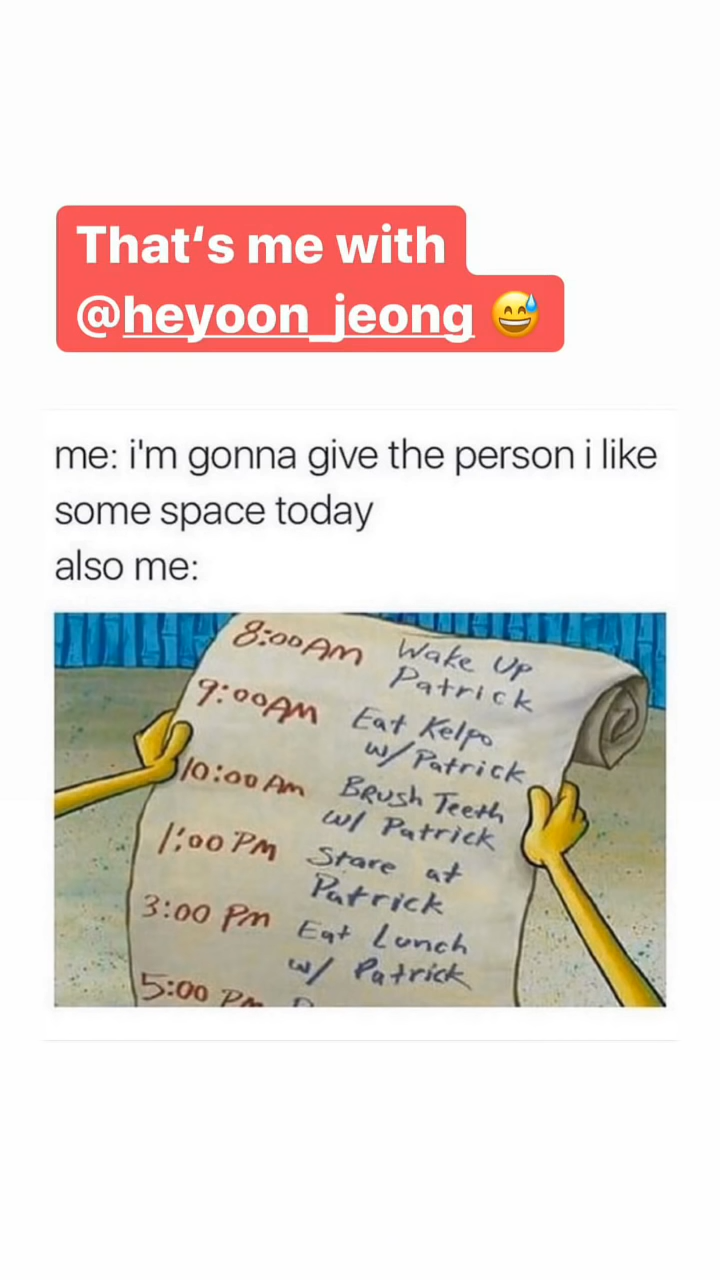 That‘s me with
@heyoon_jeong 😅
me: i'm gonna give the person i like
some space today
also me:
8:00AM Wake Up
Patrick
9:00AM Eat Kelpo
w/ Patrick
10:00 Am Brush Teeth
w/ Patrick
1:00 PM Stare at
Patrick
3:00 Pm Eat Lunch
w/ Patrick
5:00